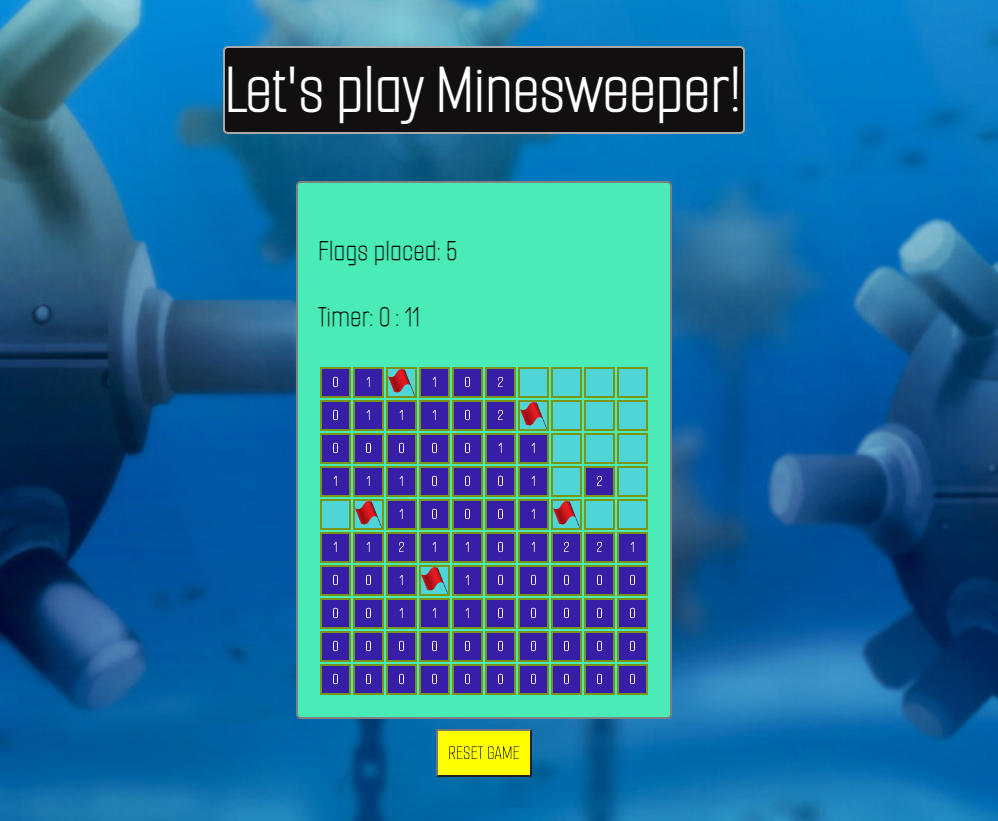 Let's play Minesweeper!
Flags placed: 5
Timer: 0 : 11
0 1 1 0 2
0 1 1 1 0 2
0 0 0 0 0 1 1
1 1 1 0 0 0 1 2
1 0 0 0 1
1 1 2 1 1 0 1 2 2 1
0 0 1 1 0 0 0 0 0
0 0 1 1 1 0 0 0 0 0
0 0 0 0 0 0 0 0 0 0
0 0 0 0 0 0 0 0 0 0
RESET GAME